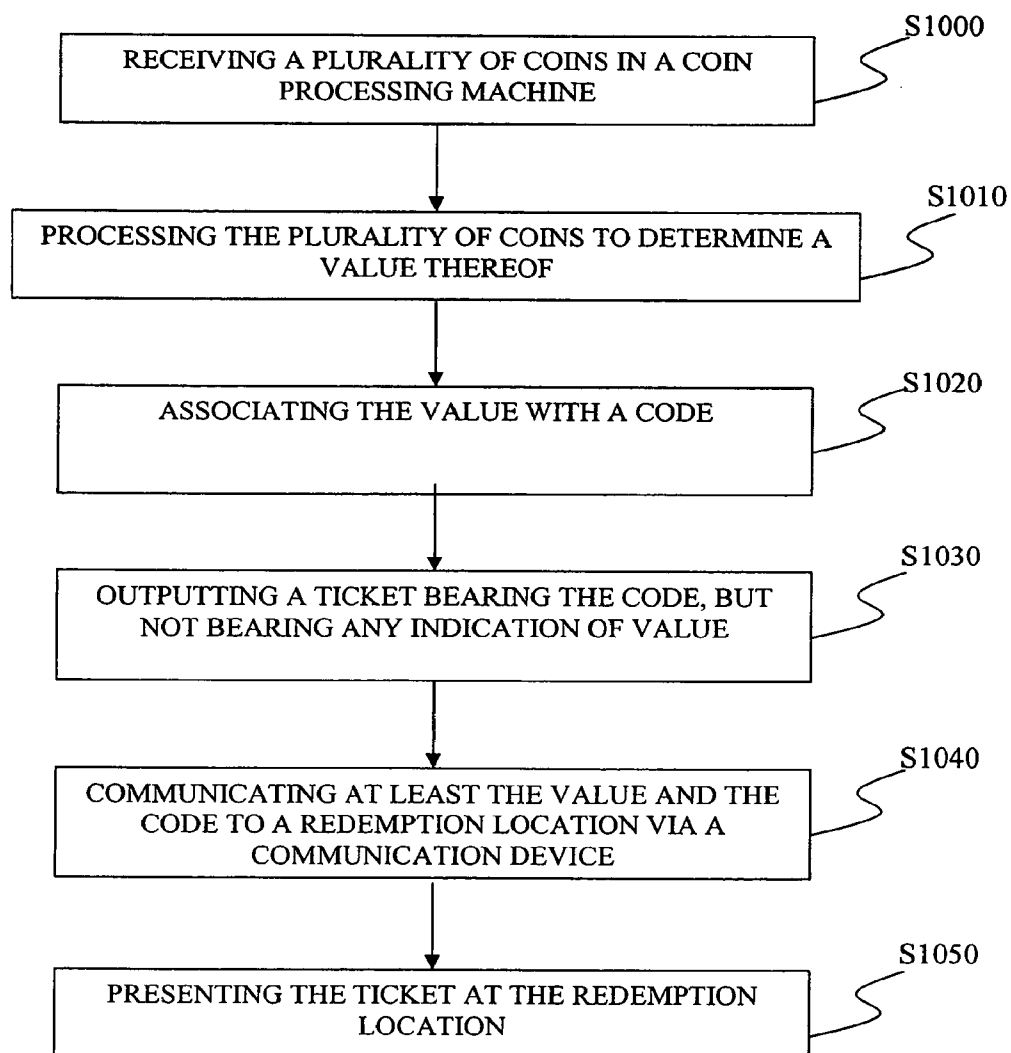 S1000
RECEIVING A PLURALITY OF COINS IN A COIN
PROCESSING MACHINE
S1010
PROCESSING THE PLURALITY OF COINS TO DETERMINE A
VALUE THEREOF
S1020
ASSOCIATING THE VALUE WITH A CODE
S1030
OUTPUTTING A TICKET BEARING THE CODE, BUT
NOT BEARING ANY INDICATION OF VALUE
S1040
COMMUNICATING AT LEAST THE VALUE AND THE
CODE TO A REDEMPTION LOCATION VIA A
COMMUNICATION DEVICE
S1050
PRESENTING THE TICKET AT THE REDEMPTION
LOCATION